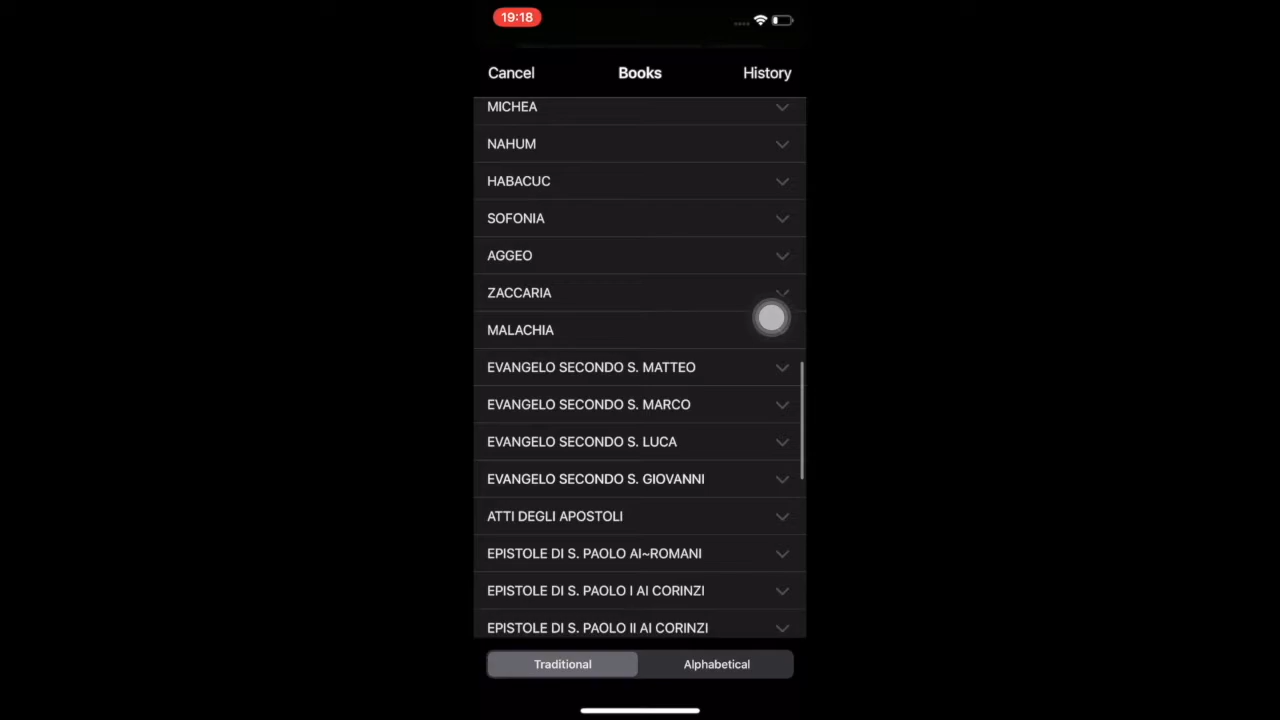 19:18
Cancel Books History
MICHEA
NAHUM
HABACUC
SOFONIA
AGGEO
ZACCARIA
MALACHIA
EVANGELO SECONDO S. MATTEO
EVANGELO SECONDO S. MARCO
EVANGELO SECONDO S. LUCA
EVANGELO SECONDO S. GIOVANNI
ATTI DEGLI APOSTOLI
EPISTOLE DI S. PAOLO AI~ROMANI
EPISTOLE DI S. PAOLO I AI CORINZI
EPISTOLE DI S. PAOLO II AI CORINZI
Traditional Alphabetical